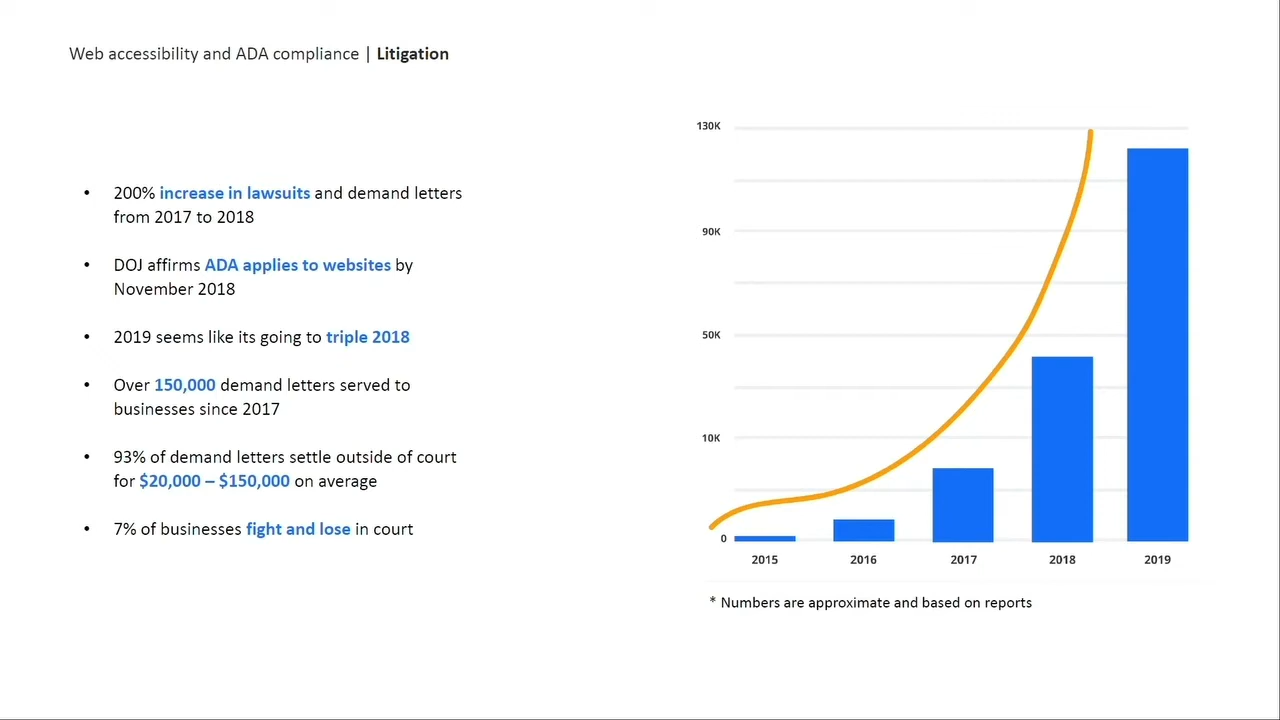 Web accessibility and ADA compliance | Litigation
• 200% increase in lawsuits and demand letters
from 2017 to 2018
• DOJ affirms ADA applies to websites by
November 2018
• 2019 seems like its going to triple 2018
• Over 150,000 demand letters served to
businesses since 2017
• 93% of demand letters settle outside of court
for $20,000 – $150,000 on average
• 7% of businesses fight and lose in court
130K
90K
50K
10K
0
2015 2016 2017 2018 2019
* Numbers are approximate and based on reports